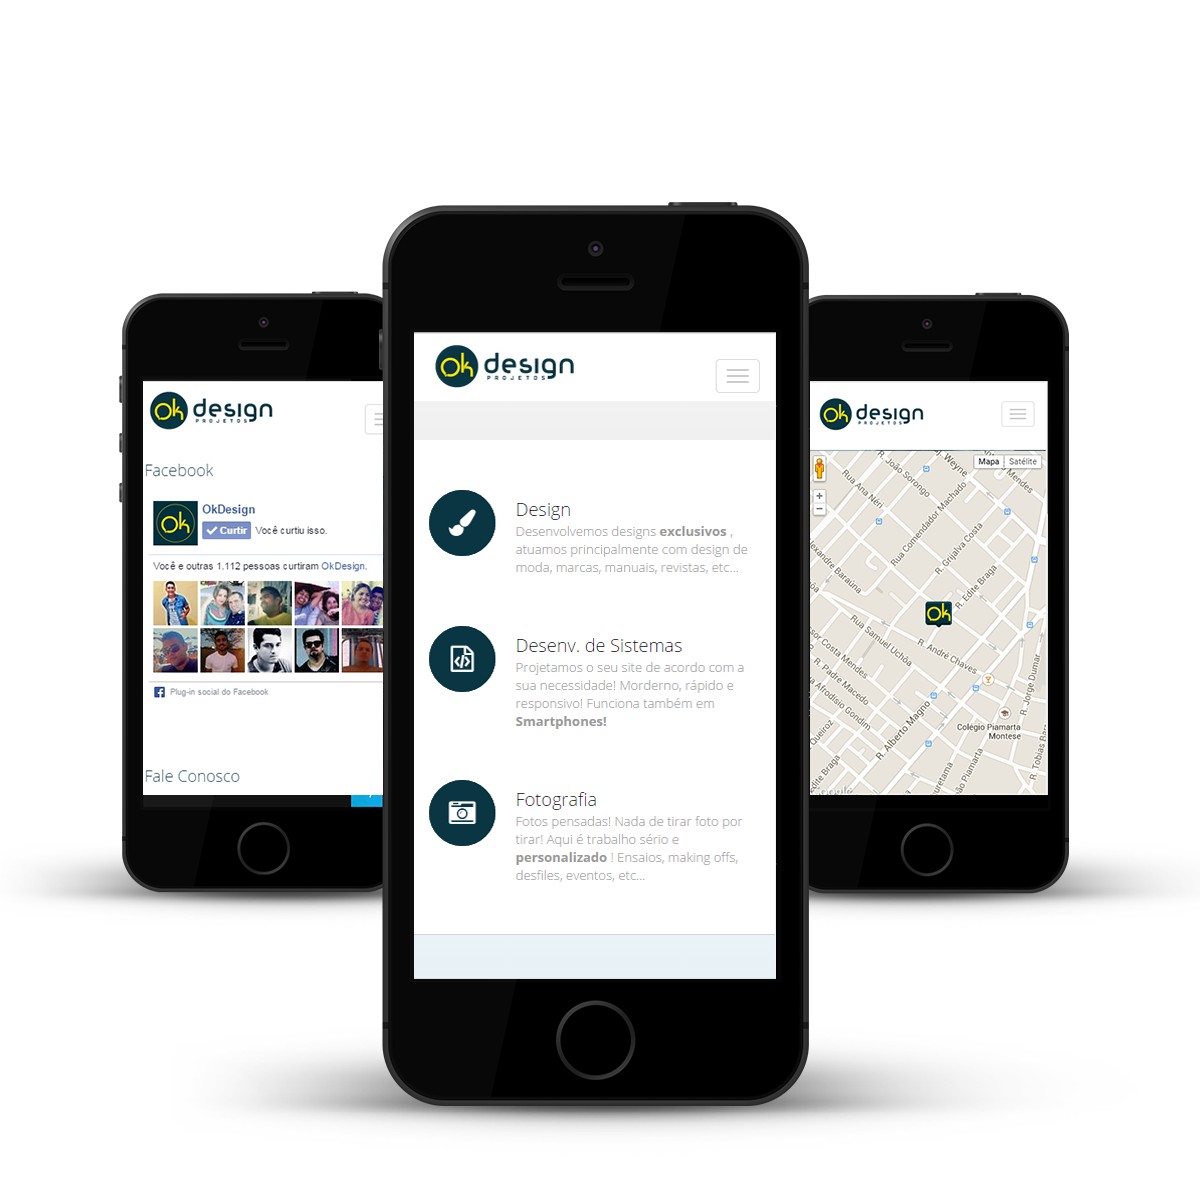 Ok design
PROJETOS
Facebook
Ok
OkDesign
Curtir Você curtiu isso.
Você e outras 1.112 pessoas curtiram OkDesign.
Plug-in social do Facebook
Fale Conosco
Ok design
PROJETOS
Design
Desenvolvemos designs exclusivos ,
atuamos principalmente com design de
moda, marcas, manuais, revistas, etc...
Desenv. de Sistemas
Projetamos o seu site de acordo com a
sua necessidade! Morderno, rápido e
responsivo! Funciona também em
Smartphones!
Fotografia
Fotos pensadas! Nada de tirar foto por
tirar! Aqui é trabalho sério e
personalizado ! Ensaios, making offs,
desfiles, eventos, etc...
Ok design
PROJETOS
Mapa Satélite
+
−
R. João Sorongo
Weyne
Mendes
Rua Ana Néri
Rua Comendador Machado
R. Grijalva Costa
R. Edite Braga
exandre Baraúna
Ok
Rua Samuel Uchôa
R. André Chaves
sor Costa Mendes
R. Padre Macedo
a Afrodísio Gondim
R. Alberto Magno
R. Jorge Dumar
Colégio Piamarta
Montese
Queiroz
Edite Braga
uretama
ão Piamarta
R. Tobias Bar